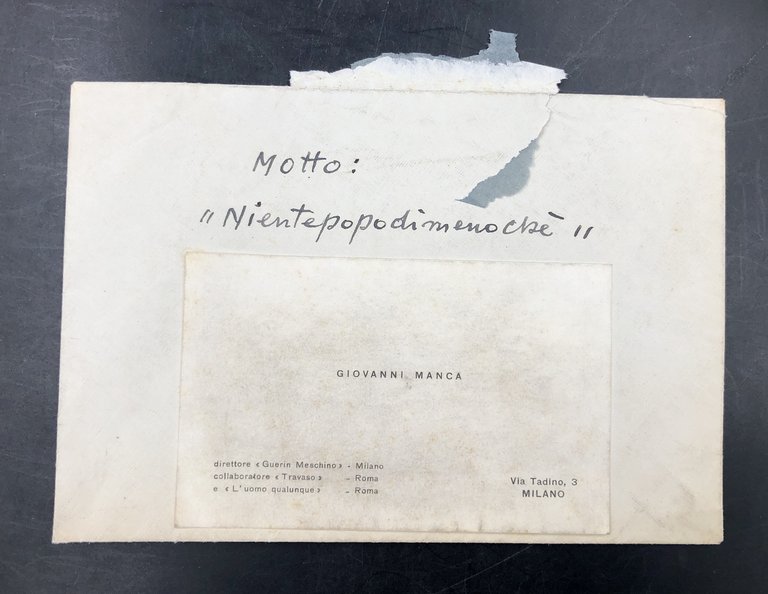 Motto:
"Nientepopodimenochè"
GIOVANNI MANCA
direttore «Guerin Meschino» - Milano
collaboratore «Travaso» - Roma
e «L'uomo qualunque» - Roma
Via Tadino, 3
MILANO